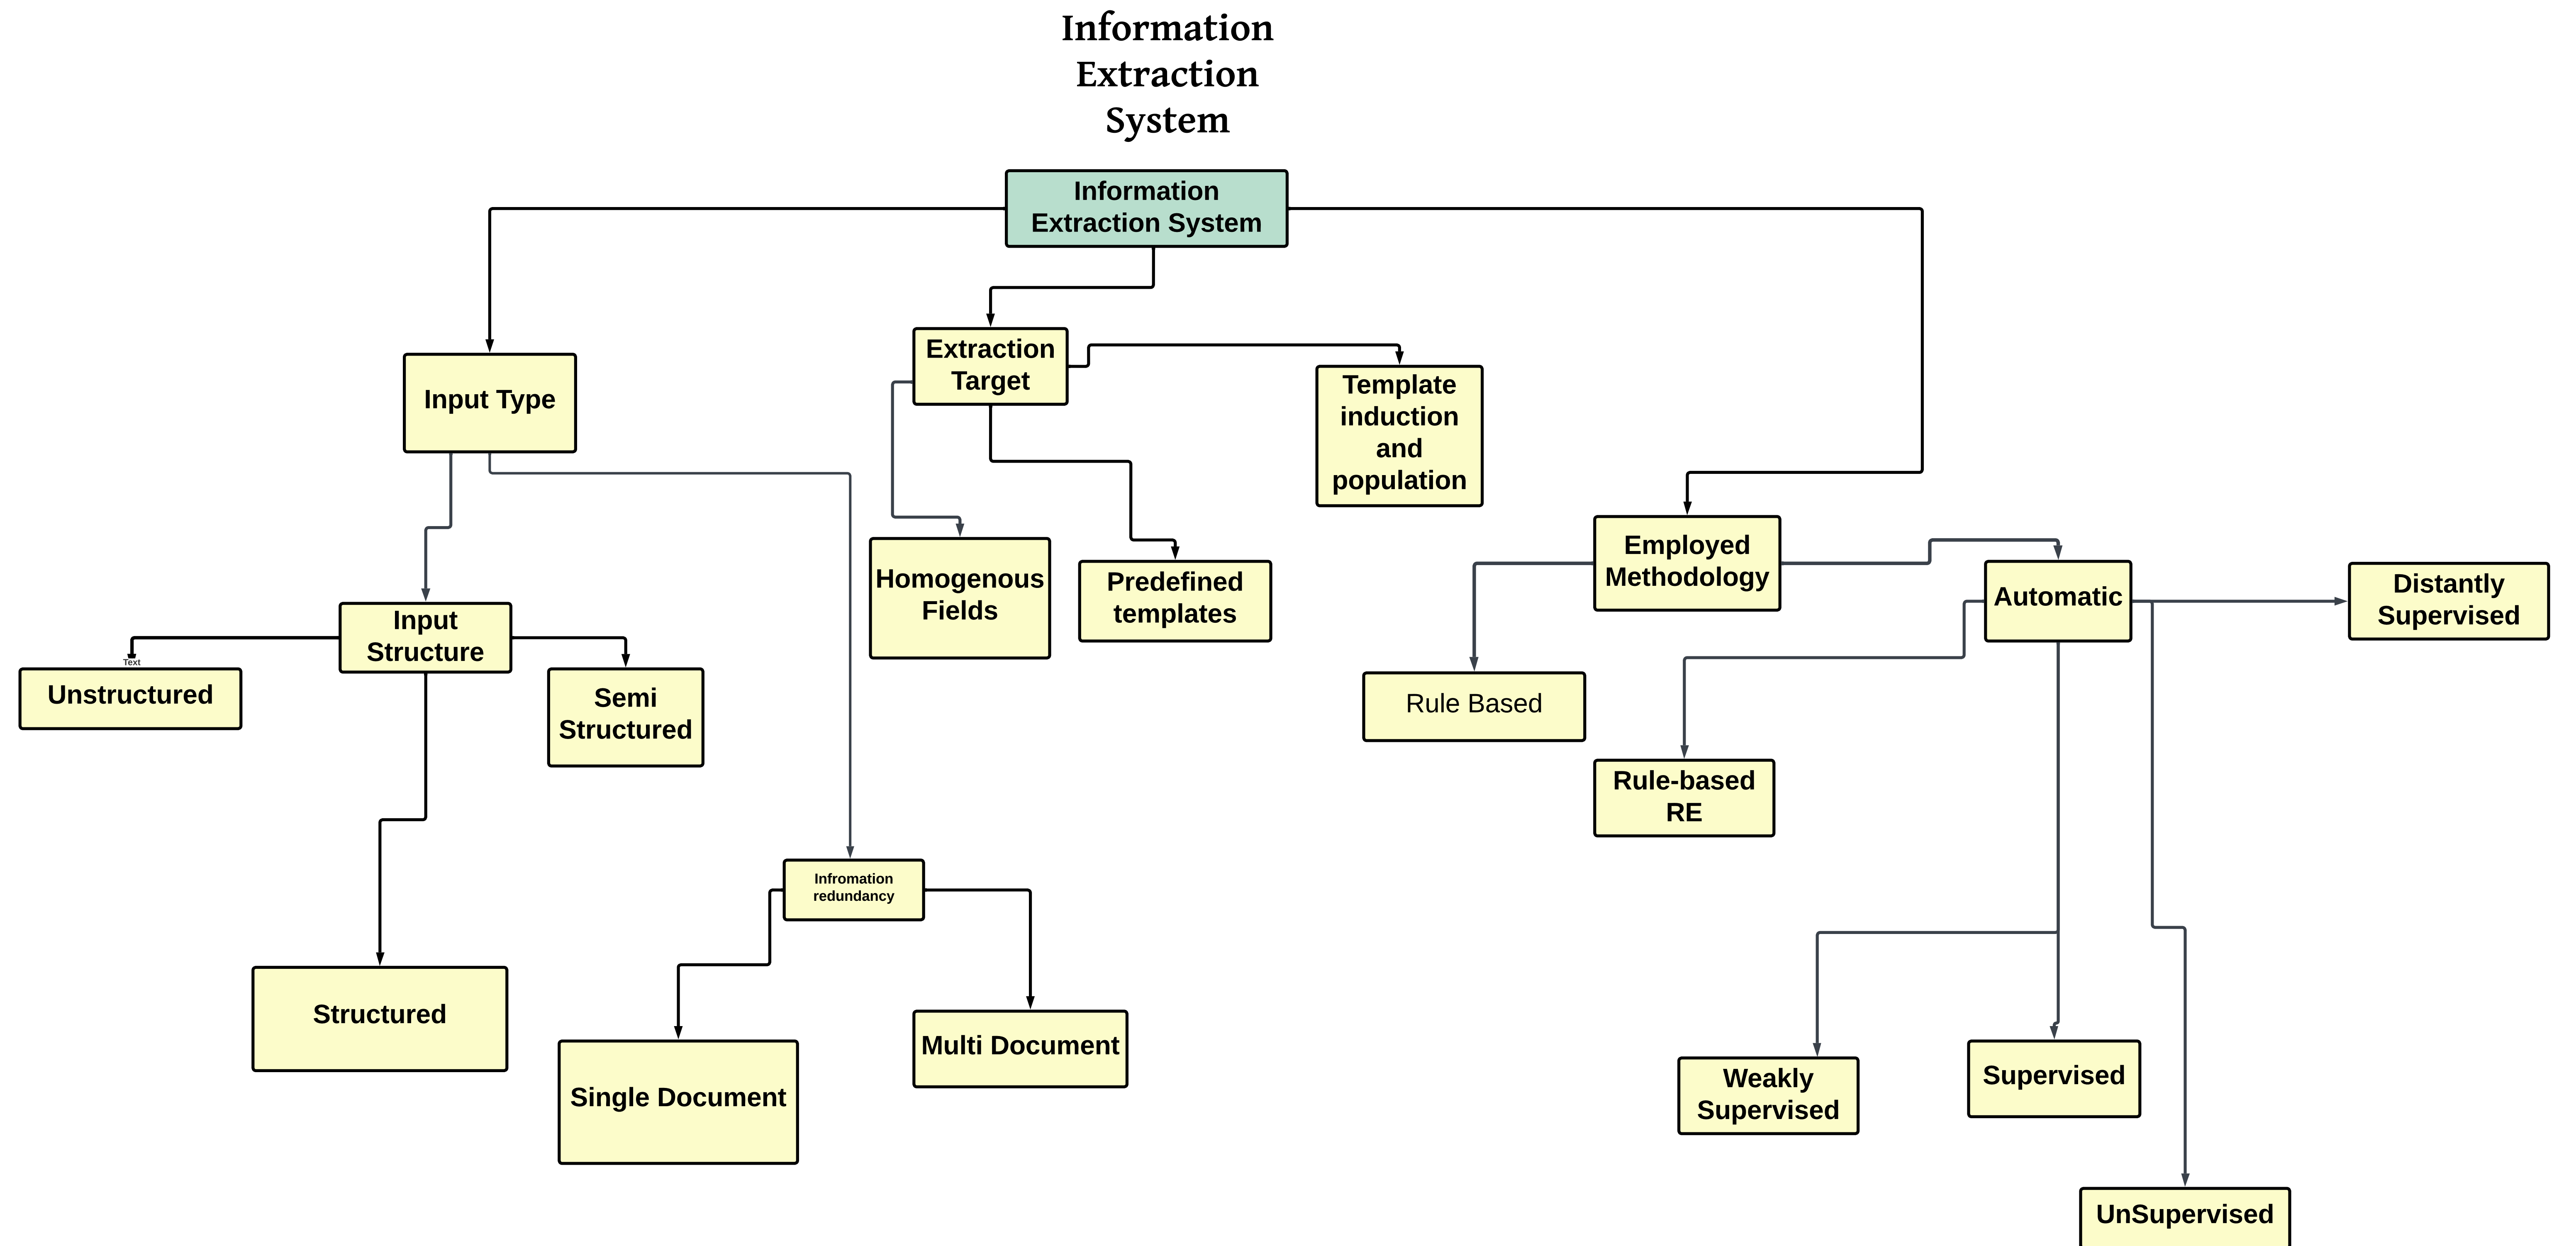 Information
Extraction
System
Information
Extraction System
Extraction
Target
Input Type
Template
induction
and
population
Employed
Methodology
Homogenous
Fields
Predefined
templates
Automatic
Distantly
Supervised
Input
Structure
Text
Unstructured
Semi
Structured
Rule Based
Rule-based
RE
Infromation
redundancy
Structured
Single Document
Multi Document
Weakly
Supervised
Supervised
UnSupervised